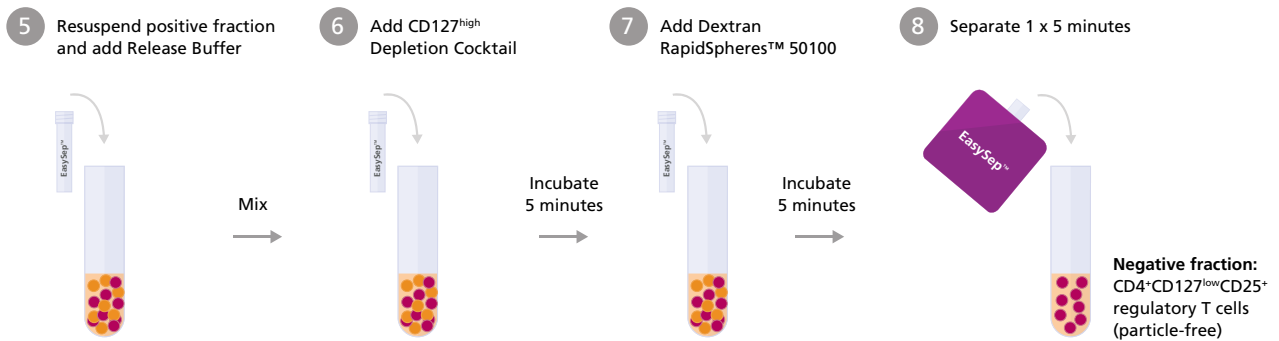 5 Resuspend positive fraction
and add Release Buffer
EasySep™
Mix
6 Add CD127ʰⁱᵍʰ
Depletion Cocktail
EasySep™
Incubate
5 minutes
7 Add Dextran
RapidSpheres™ 50100
EasySep™
Incubate
5 minutes
8 Separate 1 x 5 minutes
EasySep™
Negative fraction:
CD4⁺CD127ˡᵒʷCD25⁺
regulatory T cells
(particle-free)